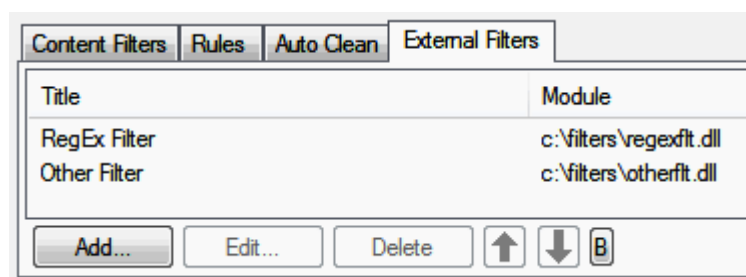 Content Filters Rules Auto Clean External Filters
Title Module
RegEx Filter c:\filters\regexflt.dll
Other Filter c:\filters\otherflt.dll
Add... Edit... Delete B